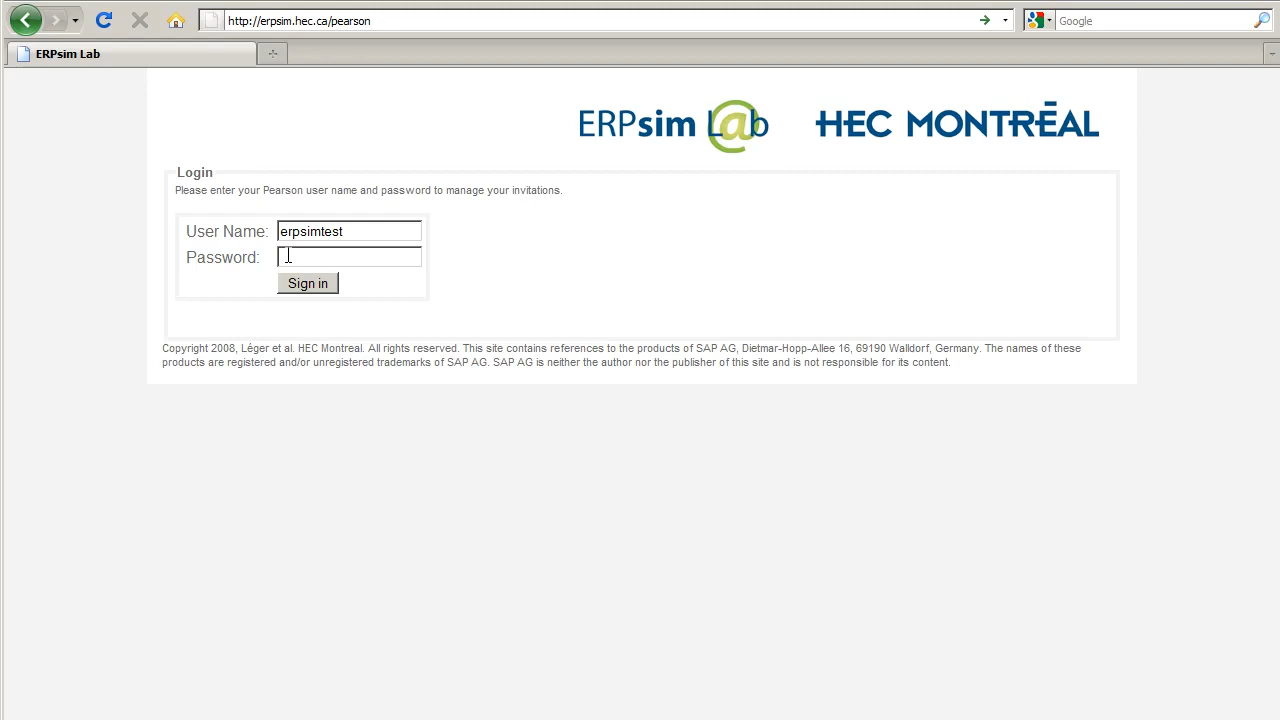 http://erpsim.hec.ca/pearson
Google
ERPsim Lab
ERPsim L@b HEC MONTRĒAL
Login
Please enter your Pearson user name and password to manage your invitations.
User Name: erpsimtest
Password:
Sign in
Copyright 2008, Léger et al. HEC Montreal. All rights reserved. This site contains references to the products of SAP AG, Dietmar-Hopp-Allee 16, 69190 Walldorf, Germany. The names of these
products are registered and/or unregistered trademarks of SAP AG. SAP AG is neither the author nor the publisher of this site and is not responsible for its content.